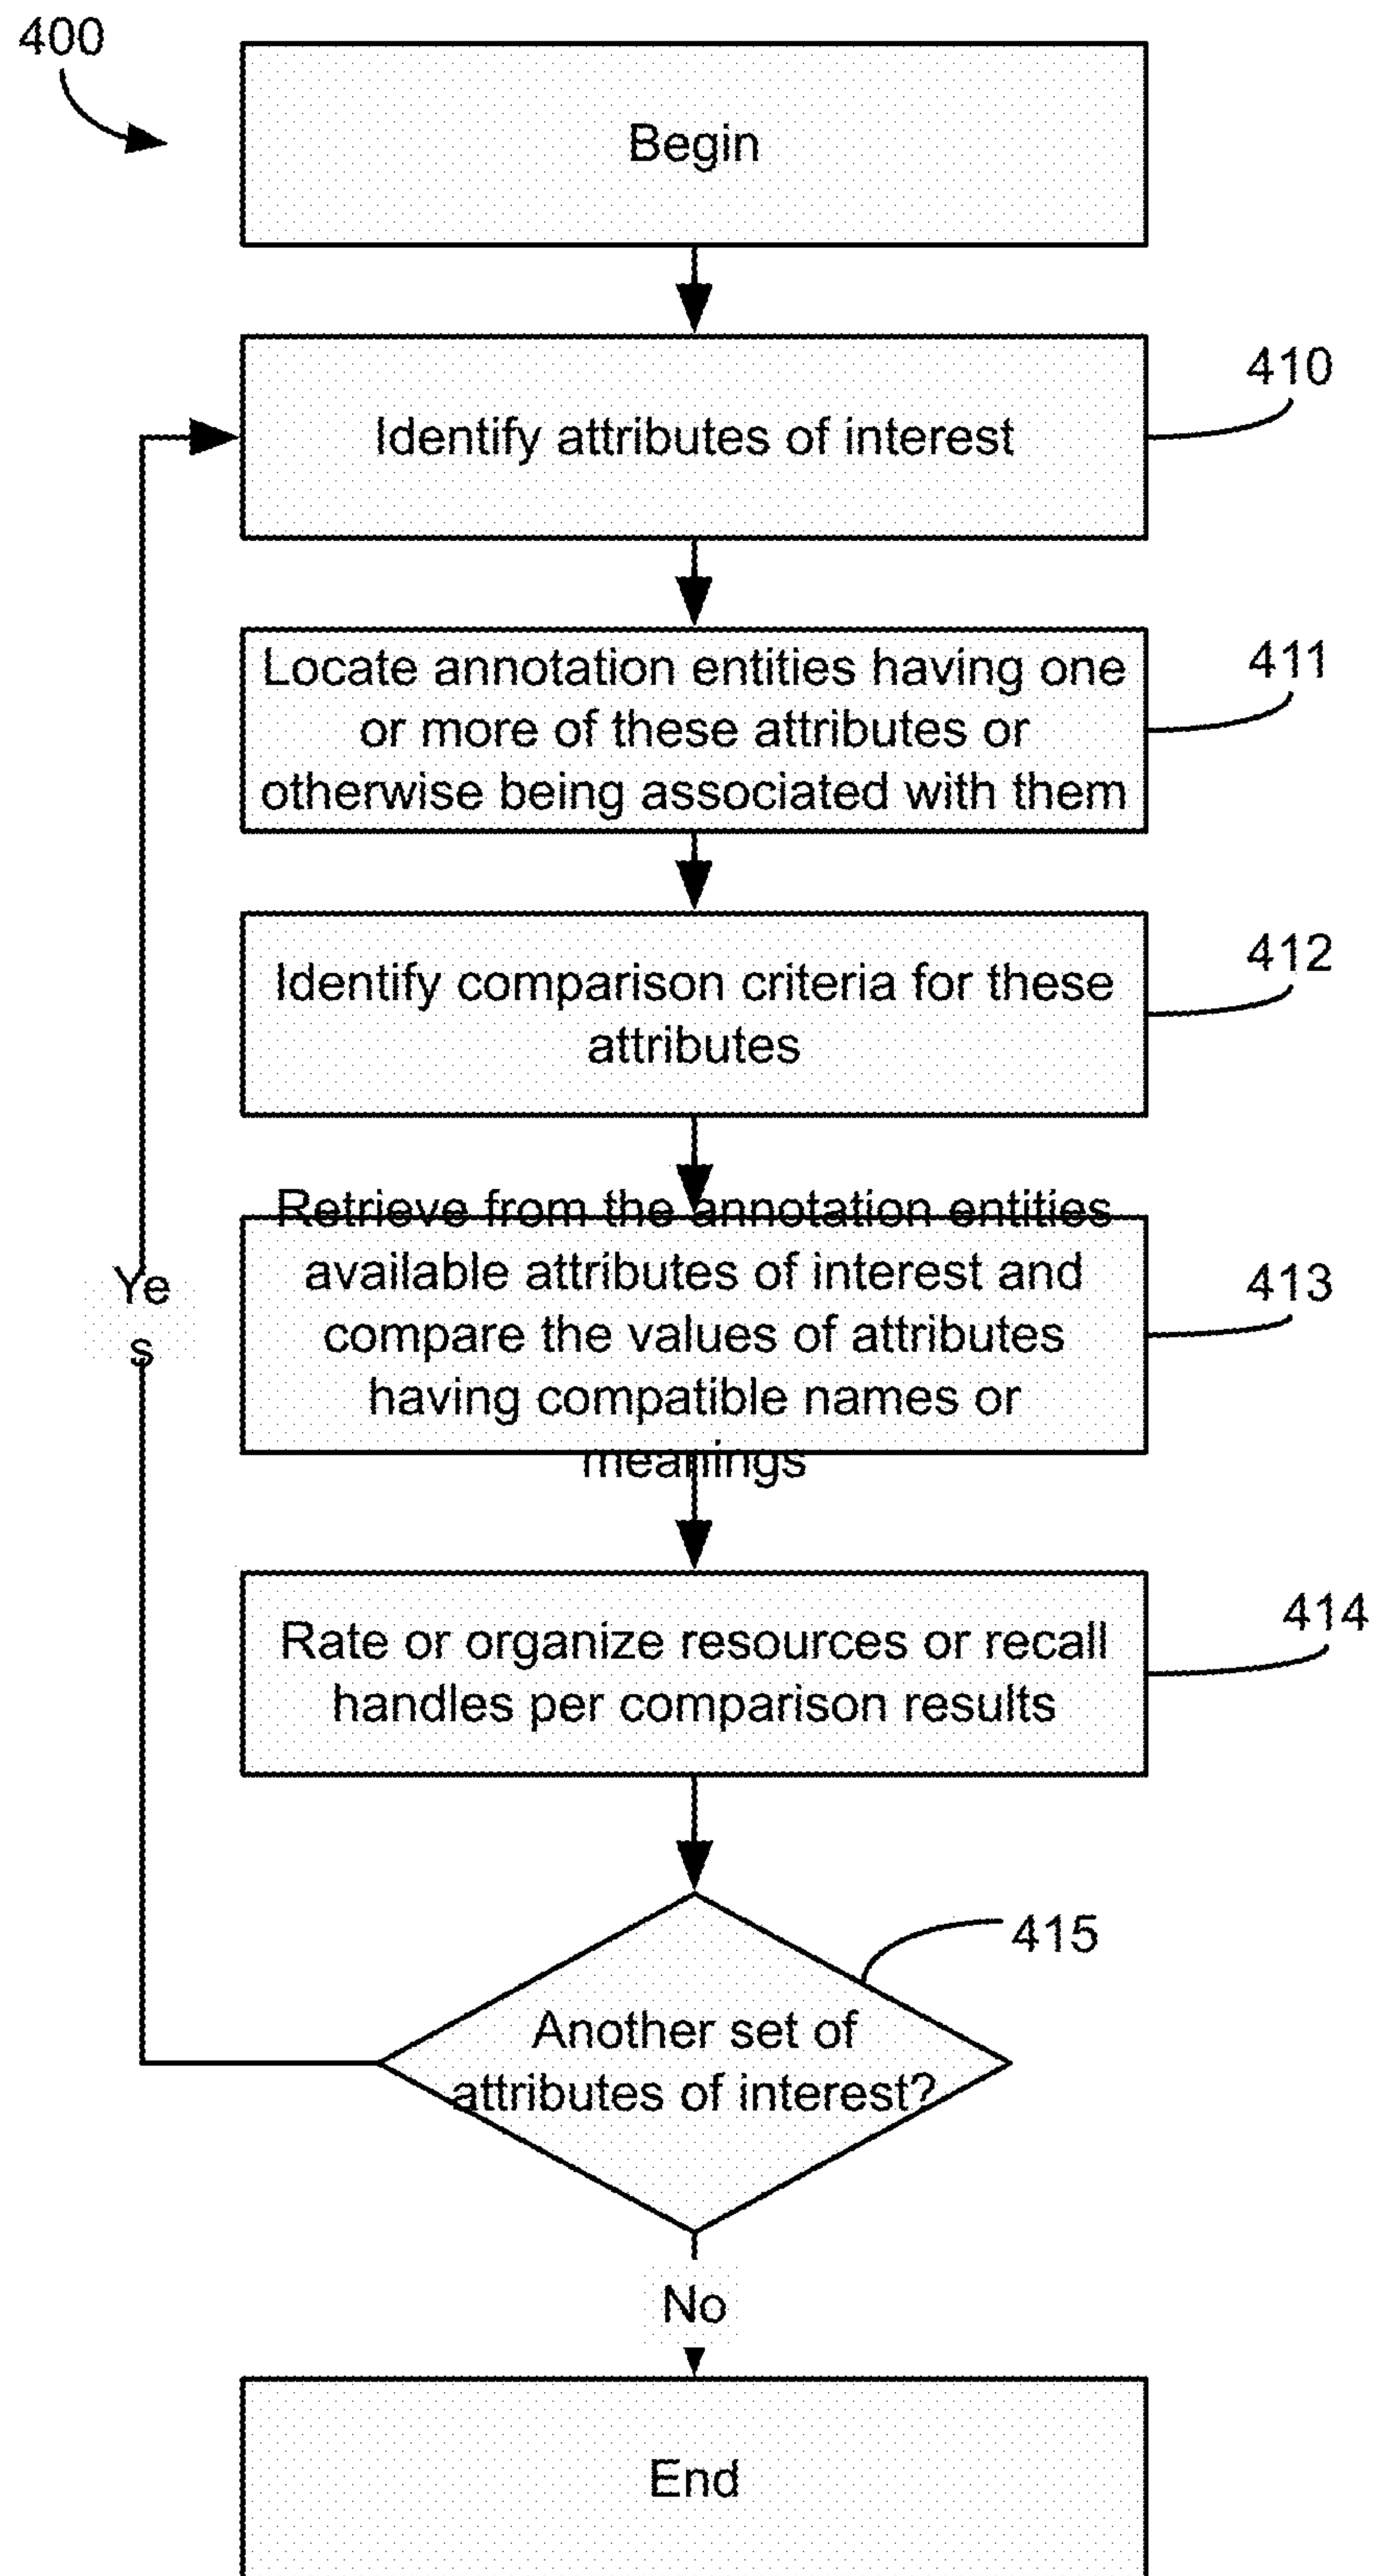 400
Begin
Identify attributes of interest
410
Locate annotation entities having one
or more of these attributes or
otherwise being associated with them
411
Identify comparison criteria for these
attributes
412
Retrieve from the annotation entities
available attributes of interest and
compare the values of attributes
having compatible names or
meanings
413
Ye
s
Rate or organize resources or recall
handles per comparison results
414
Another set of
attributes of interest?
415
No
End